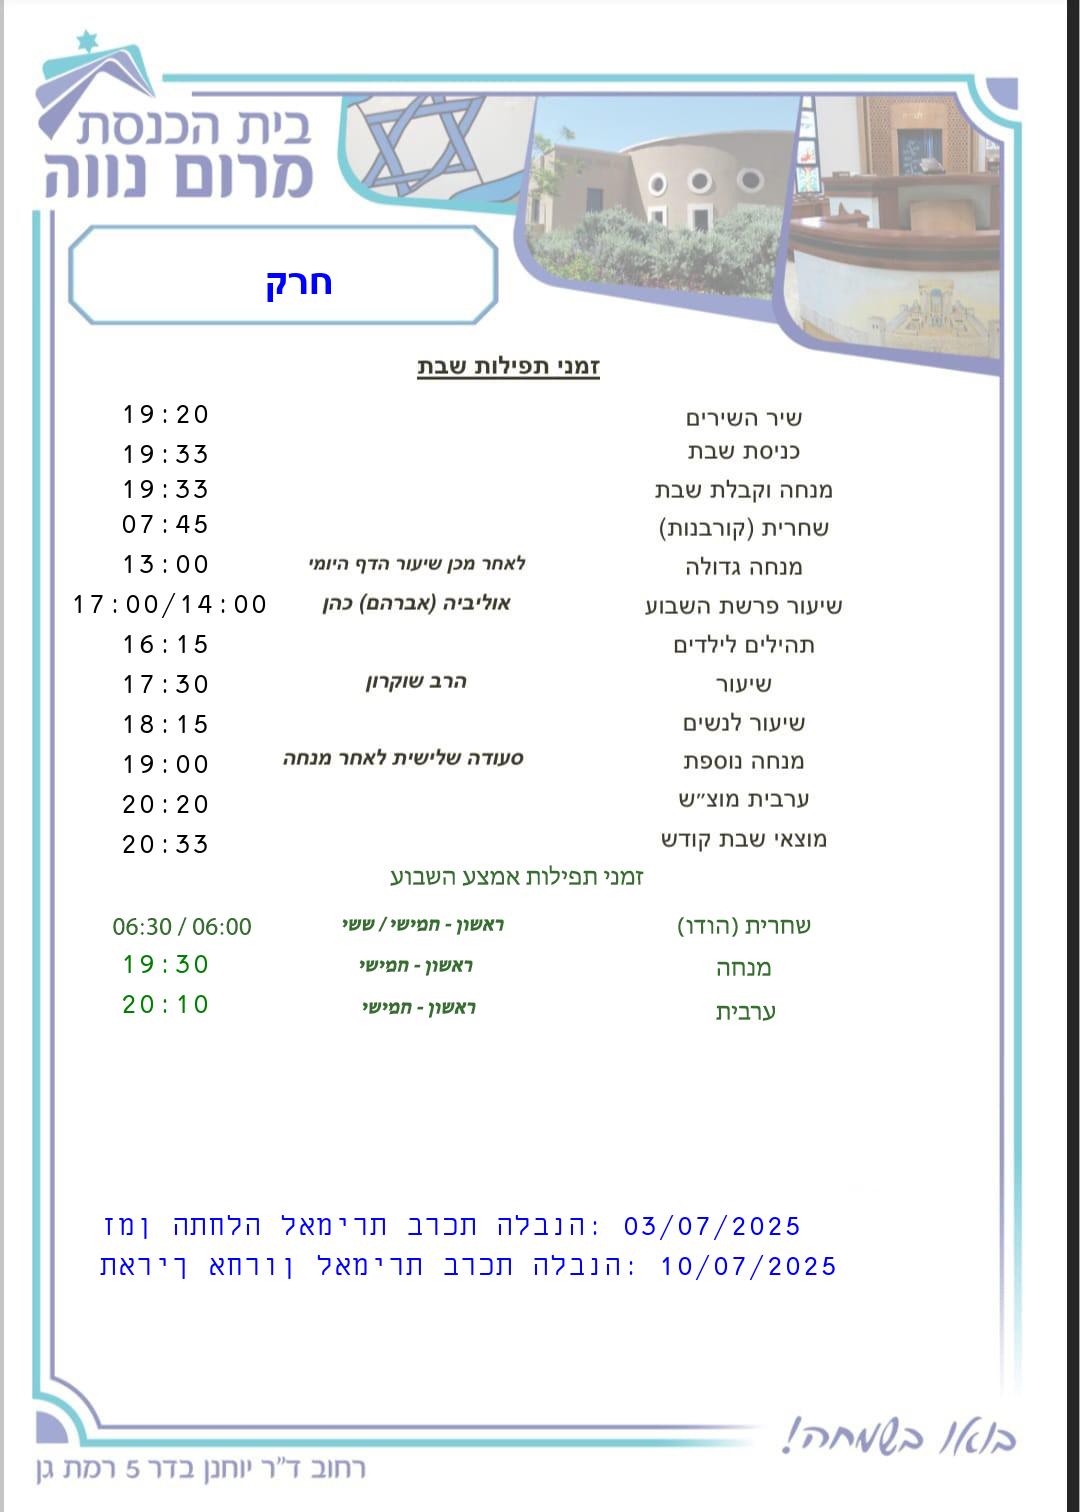 בית הכנסת
מרום נווה
חרק
זמני תפילות שבת
שיר השירים 19:20
כניסת שבת 19:33
מנחה וקבלת שבת 19:33
שחרית (קורבנות) 07:45
מנחה גדולה לאחר מכן שיעור הדף היומי 13:00
שיעור פרשת השבוע אוליביה (אברהם) כהן 17:00/14:00
תהילים לילדים 16:15
שיעור הרב שוקרון 17:30
שיעור לנשים 18:15
מנחה נוספת סעודה שלישית לאחר מנחה 19:00
ערבית מוצ״ש 20:20
מוצאי שבת קודש 20:33
זמני תפילות אמצע השבוע
שחרית (הודו) ראשון - חמישי / שישי 06:30 / 06:00
מנחה ראשון - חמישי 19:30
ערבית ראשון - חמישי 20:10
זמן התחלה לאמירת ברכת הלבנה: 03/07/2025
תאריך אחרון לאמירת ברכת הלבנה: 10/07/2025
בואו בשמחה!
רחוב ד"ר יוחנן בדר 5 רמת גן